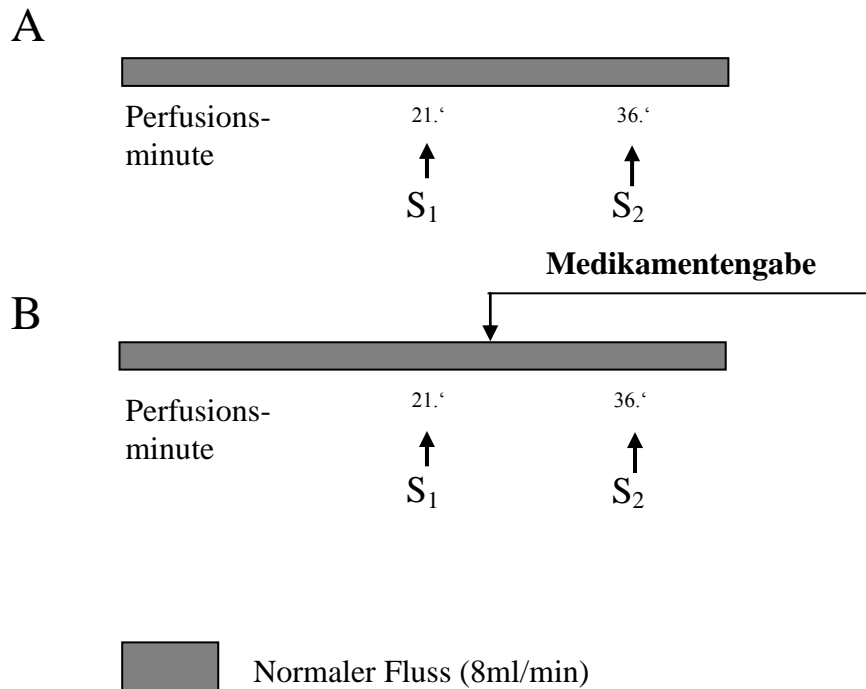 A
Perfusions-
minute
21.‘ 36.‘
S₁ S₂
Medikamentengabe
B
Perfusions-
minute
21.‘ 36.‘
S₁ S₂
Normaler Fluss (8ml/min)